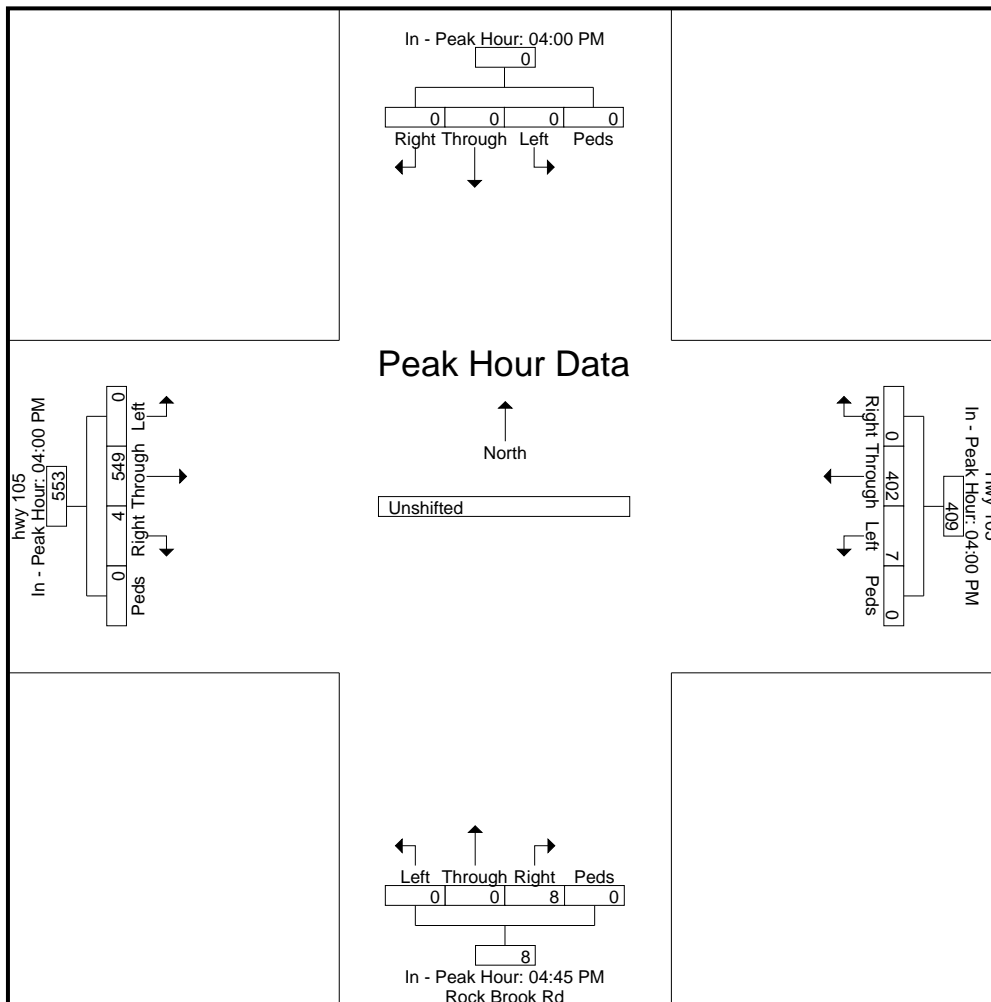 In - Peak Hour: 04:00 PM
0
0 0 0 0
Right Through Left Peds
Peak Hour Data
North
Unshifted
hwy 105
In - Peak Hour: 04:00 PM
553
0 549 4 0
Left Through Right Peds
Right Through Left Peds
0 402 7 0
409
In - Peak Hour: 04:00 PM
Left Through Right Peds
0 0 8 0
8
In - Peak Hour: 04:45 PM
Rock Brook Rd